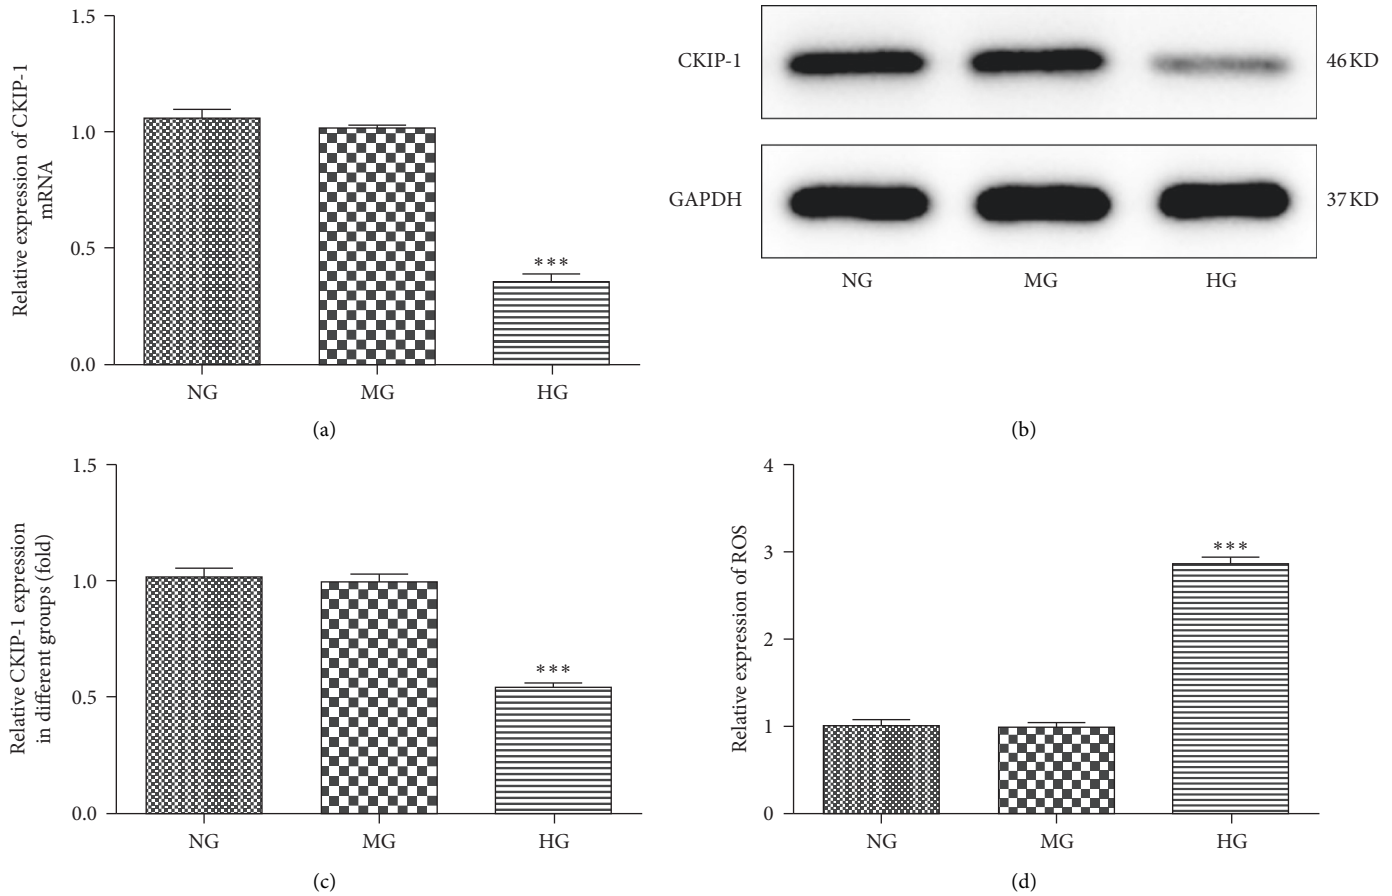 Relative expression of CKIP-1
mRNA
1.5
1.0
0.5
0.0
***
NG
MG
HG
(a)
CKIP-1
46 KD
GAPDH
37 KD
NG
MG
HG
(b)
Relative CKIP-1 expression
in different groups (fold)
1.5
1.0
0.5
0.0
***
NG
MG
HG
(c)
Relative expression of ROS
4
3
2
1
0
***
NG
MG
HG
(d)